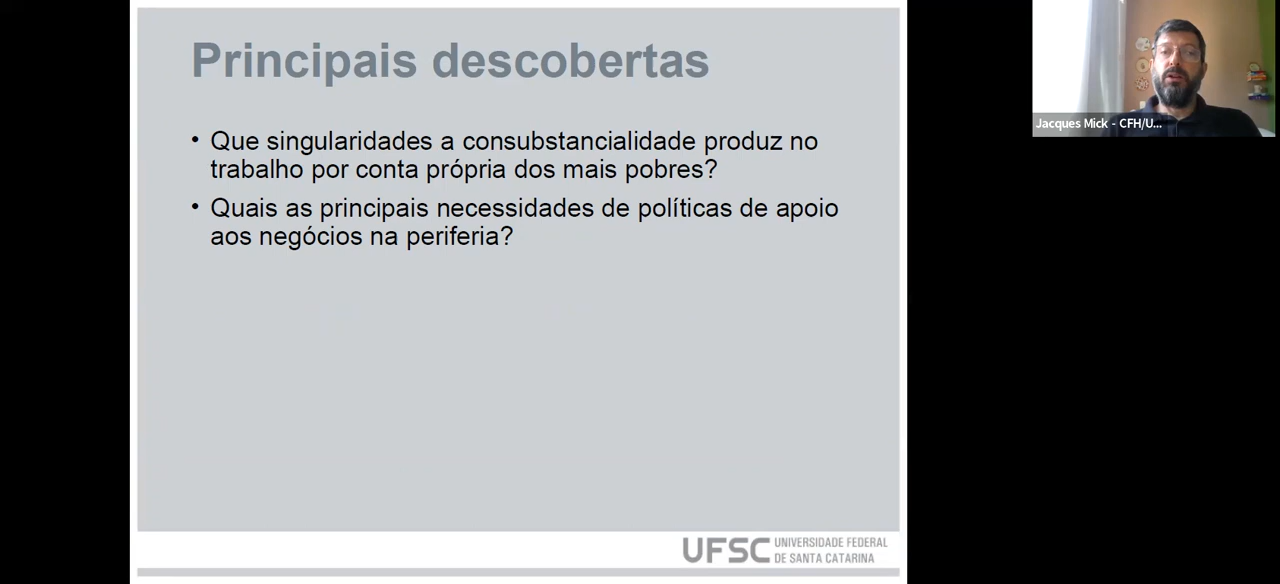 Principais descobertas
• Que singularidades a consubstancialidade produz no
trabalho por conta própria dos mais pobres?
• Quais as principais necessidades de políticas de apoio
aos negócios na periferia?
UFSC UNIVERSIDADE FEDERAL
DE SANTA CATARINA
Jacques Mick - CFH/U...